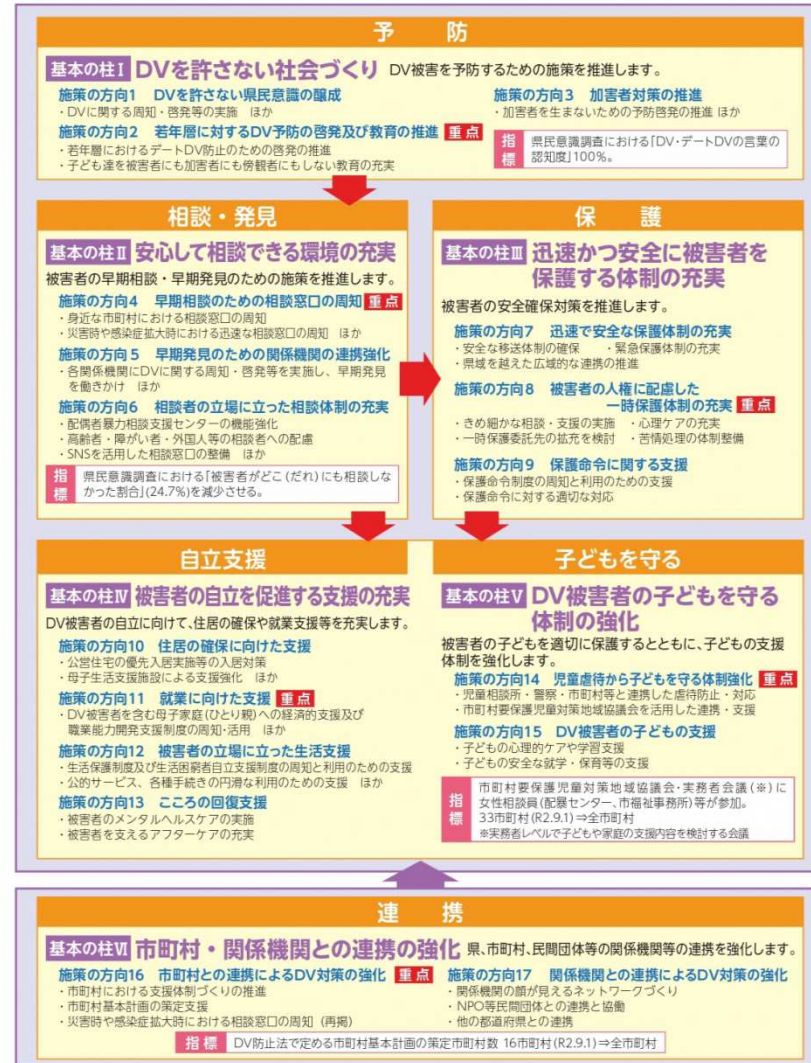 予　防
基本の柱Ⅰ DVを許さない社会づくり DV被害を予防するための施策を推進します。
施策の方向1　DVを許さない県民意識の醸成
・DVに関する周知・啓発等の実施　ほか
施策の方向2　若年層に対するDV予防の啓発及び教育の推進 重点
・若年層におけるデートDV防止のための啓発の推進
・子ども達を被害者にも加害者にも傍観者にもしない教育の充実
施策の方向3　加害者対策の推進
・加害者を生まないための予防啓発の推進 ほか
指標 県民意識調査における「DV・デートDVの言葉の
認知度」100%。
相談・発見
基本の柱Ⅱ 安心して相談できる環境の充実
被害者の早期相談・早期発見のための施策を推進します。
施策の方向4　早期相談のための相談窓口の周知 重点
・身近な市町村における相談窓口の周知
・災害時や感染症拡大時における迅速な相談窓口の周知　ほか
施策の方向5　早期発見のための関係機関の連携強化
・各関係機関にDVに関する周知・啓発等を実施し、早期発見
を働きかけ　ほか
施策の方向6　相談者の立場に立った相談体制の充実
・配偶者暴力相談支援センターの機能強化
・高齢者・障がい者・外国人等の相談者への配慮
・SNSを活用した相談窓口の整備　ほか
指標 県民意識調査における「被害者がどこ(だれ)にも相談しな
かった割合」(24.7%)を減少させる。
保　護
基本の柱Ⅲ 迅速かつ安全に被害者を
保護する体制の充実
被害者の安全確保対策を推進します。
施策の方向7　迅速で安全な保護体制の充実
・安全な移送体制の確保　・緊急保護体制の充実
・県域を越えた広域的な連携の推進
施策の方向8　被害者の人権に配慮した
一時保護体制の充実 重点
・きめ細かな相談・支援の実施　・心理ケアの充実
・一時保護委託先の拡充を検討　・苦情処理の体制整備
施策の方向9　保護命令に関する支援
・保護命令制度の周知と利用のための支援
・保護命令に対する適切な対応
自立支援
基本の柱Ⅳ 被害者の自立を促進する支援の充実
DV被害者の自立に向けて、住居の確保や就業支援等を充実します。
施策の方向10　住居の確保に向けた支援
・公営住宅の優先入居実施等の入居対策
・母子生活支援施設による支援強化　ほか
施策の方向11　就業に向けた支援 重点
・DV被害者を含む母子家庭(ひとり親)への経済的支援及び
職業能力開発支援制度の周知・活用　ほか
施策の方向12　被害者の立場に立った生活支援
・生活保護制度及び生活困窮者自立支援制度の周知と利用のための支援
・公的サービス、各種手続きの円滑な利用のための支援　ほか
施策の方向13　こころの回復支援
・被害者のメンタルヘルスケアの実施
・被害者を支えるアフターケアの充実
子どもを守る
基本の柱Ⅴ DV被害者の子どもを守る
体制の強化
被害者の子どもを適切に保護するとともに、子どもの支援
体制を強化します。
施策の方向14　児童虐待から子どもを守る体制強化 重点
・児童相談所・警察・市町村等と連携した虐待防止・対応
・市町村要保護児童対策地域協議会を活用した連携・支援
施策の方向15　DV被害者の子どもの支援
・子どもの心理的ケアや学習支援
・子どもの安全な就学・保育等の支援
指標 市町村要保護児童対策地域協議会・実務者会議(※)に
女性相談員(配暴センター、市福祉事務所)等が参加。
33市町村(R2.9.1)⇒全市町村
※実務者レベルで子どもや家庭の支援内容を検討する会議
連　携
基本の柱Ⅵ 市町村・関係機関との連携の強化 県、市町村、民間団体等の関係機関等の連携を強化します。
施策の方向16　市町村との連携によるDV対策の強化 重点
・市町村における支援体制づくりの推進
・市町村基本計画の策定支援
・災害時や感染症拡大時における相談窓口の周知（再掲）
施策の方向17　関係機関との連携によるDV対策の強化
・関係機関の顔が見えるネットワークづくり
・NPO等民間団体との連携と協働
・他の都道府県との連携
指標 DV防止法で定める市町村基本計画の策定市町村数 16市町村(R2.9.1)⇒全市町村